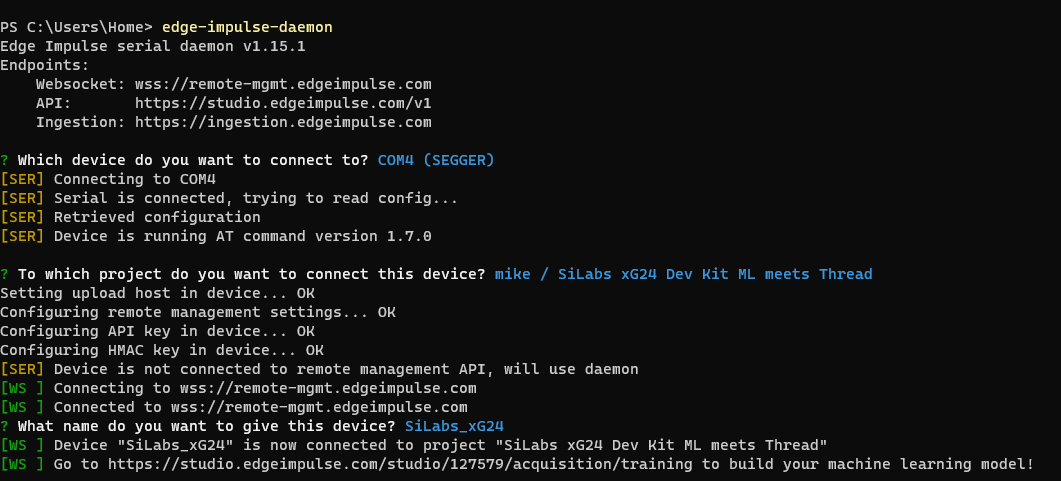 PS C:\Users\Home> edge-impulse-daemon
Edge Impulse serial daemon v1.15.1
Endpoints:
    Websocket: wss://remote-mgmt.edgeimpulse.com
    API:       https://studio.edgeimpulse.com/v1
    Ingestion: https://ingestion.edgeimpulse.com

? Which device do you want to connect to? COM4 (SEGGER)
[SER] Connecting to COM4
[SER] Serial is connected, trying to read config...
[SER] Retrieved configuration
[SER] Device is running AT command version 1.7.0

? To which project do you want to connect this device? mike / SiLabs xG24 Dev Kit ML meets Thread
Setting upload host in device... OK
Configuring remote management settings... OK
Configuring API key in device... OK
Configuring HMAC key in device... OK
[SER] Device is not connected to remote management API, will use daemon
[WS ] Connecting to wss://remote-mgmt.edgeimpulse.com
[WS ] Connected to wss://remote-mgmt.edgeimpulse.com
? What name do you want to give this device? SiLabs_xG24
[WS ] Device "SiLabs_xG24" is now connected to project "SiLabs xG24 Dev Kit ML meets Thread"
[WS ] Go to https://studio.edgeimpulse.com/studio/127579/acquisition/training to build your machine learning model!